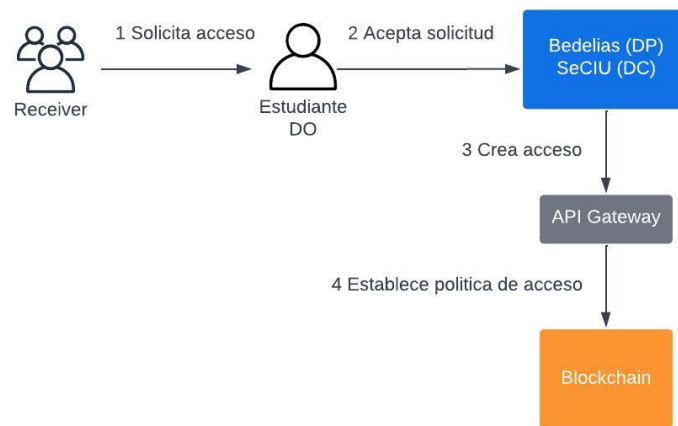 1 Solicita acceso
2 Acepta solicitud
Bedelias (DP)
SeCIU (DC)
Receiver
Estudiante
DO
3 Crea acceso
API Gateway
4 Establece politica de acceso
Blockchain